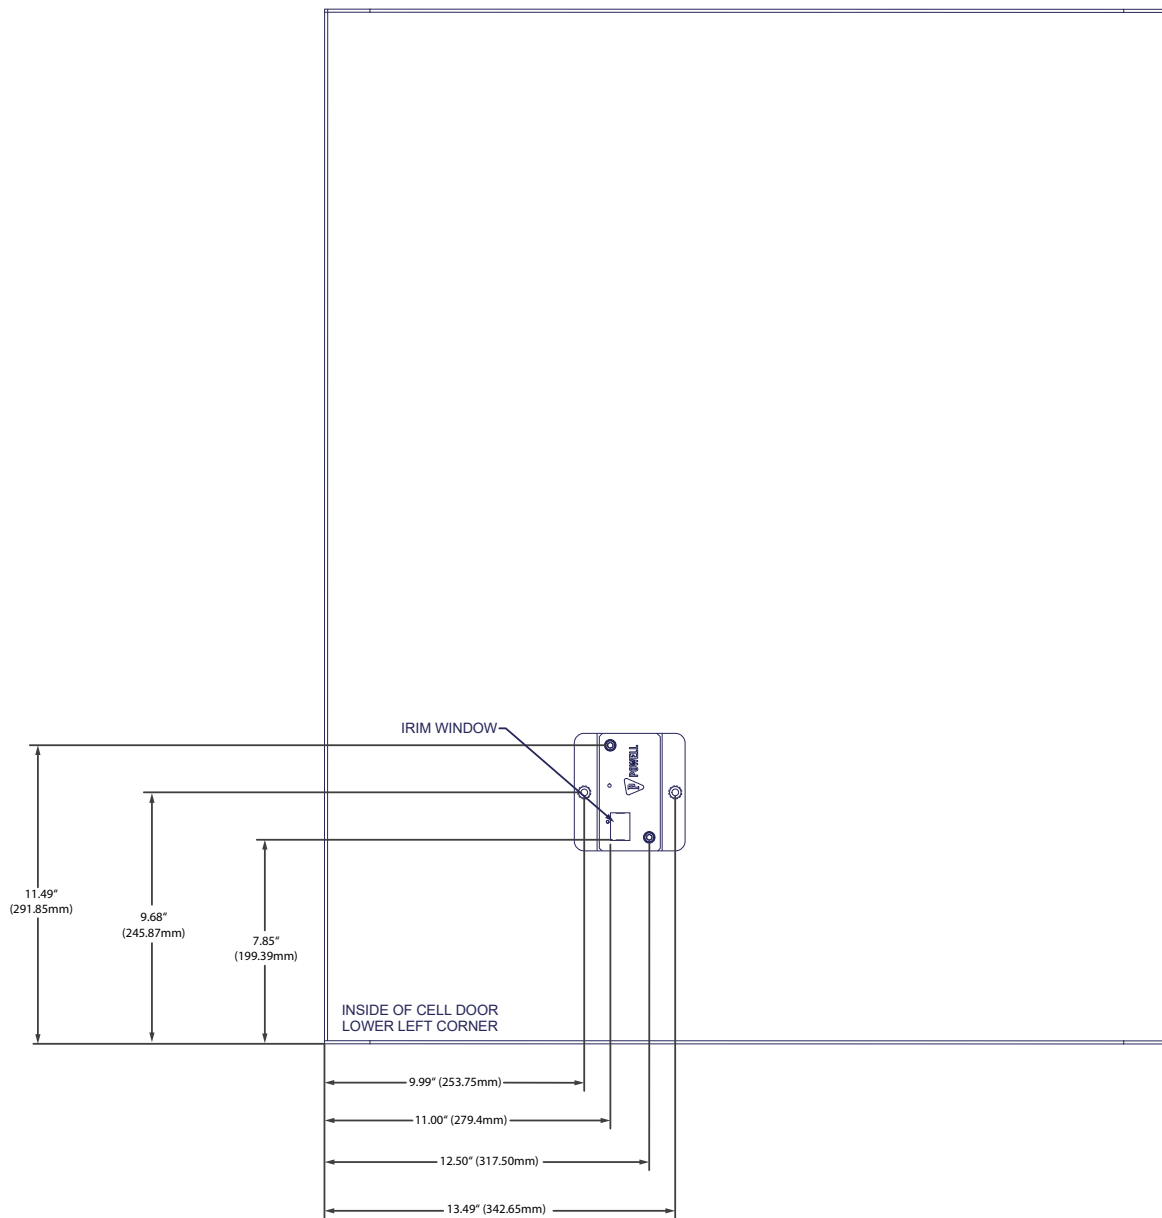 IRIM WINDOW
POWELL
11.49“
(291.85mm)
9.68“
(245.87mm)
7.85“
(199.39mm)
INSIDE OF CELL DOOR
LOWER LEFT CORNER
9.99“ (253.75mm)
11.00“ (279.4mm)
12.50“ (317.50mm)
13.49“ (342.65mm)